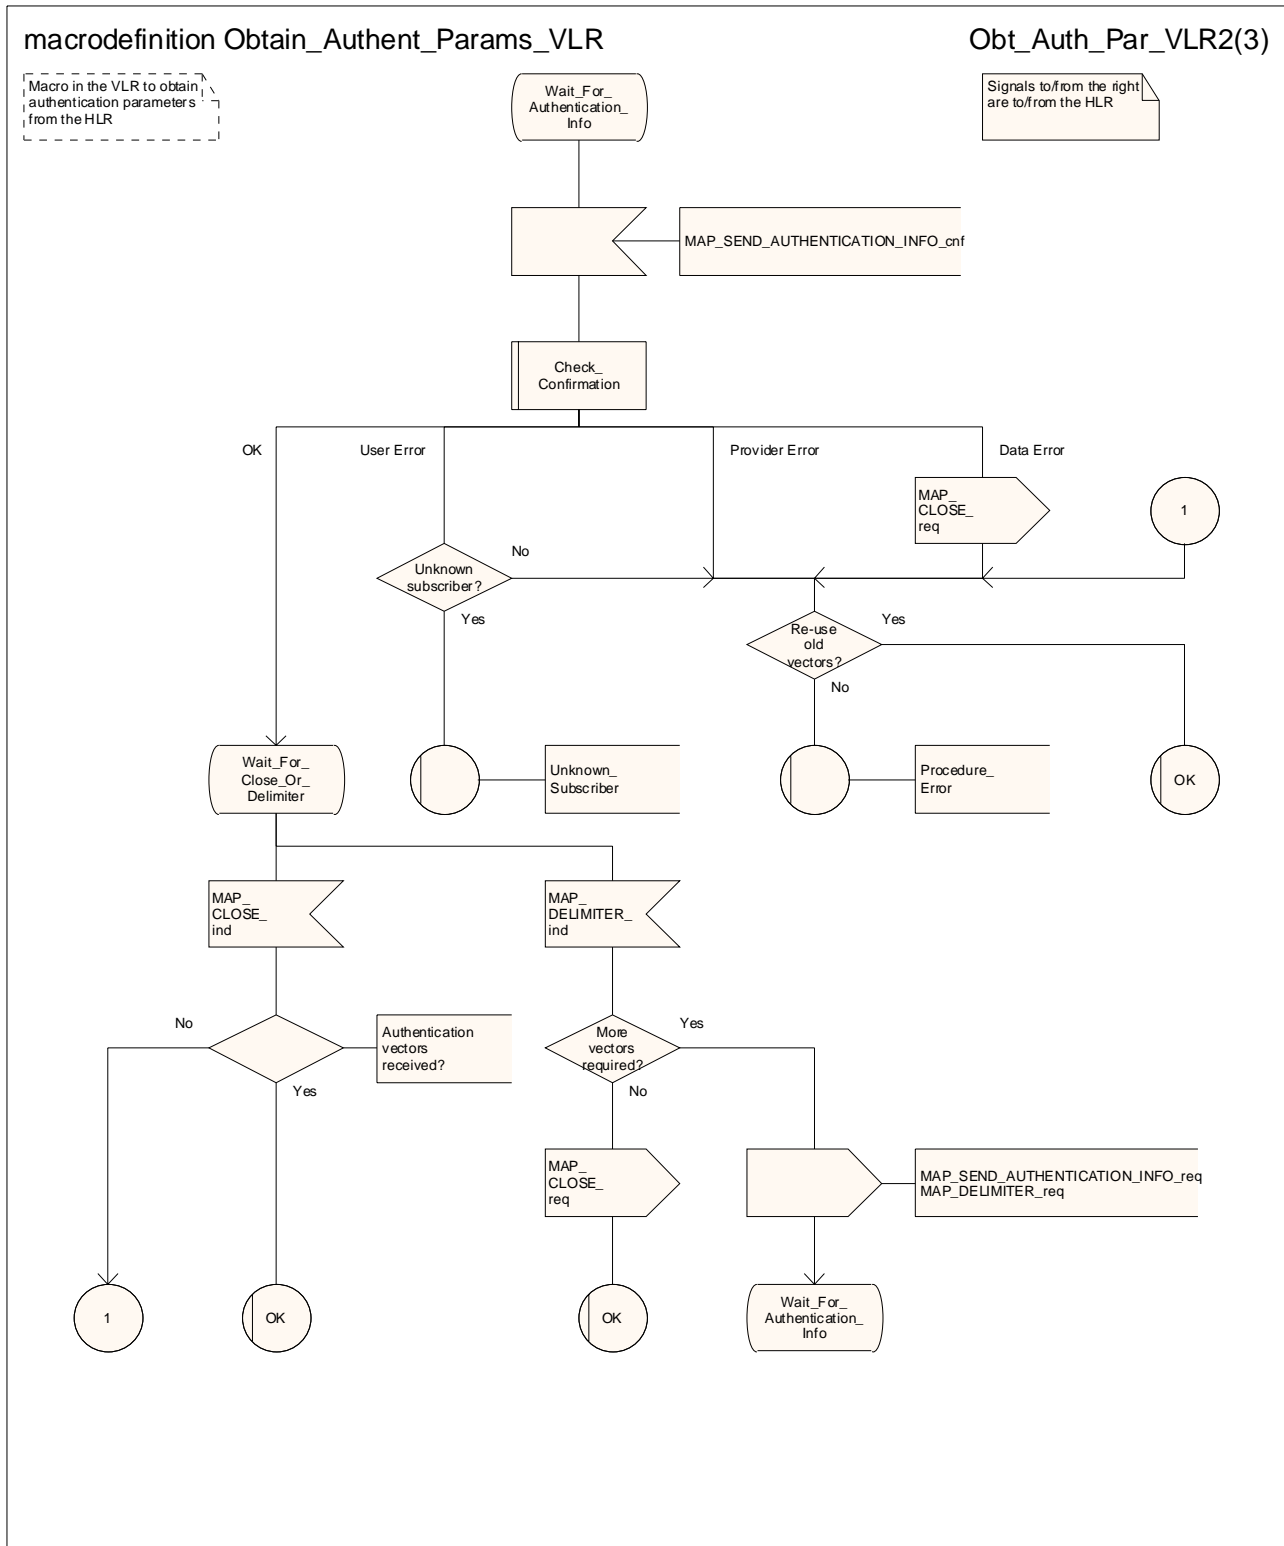 macrodefinition Obtain_Authent_Params_VLR
Obt_Auth_Par_VLR2(3)
Macro in the VLR to obtain
authentication parameters
from the HLR
Wait_For_
Authentication_
Info
Signals to/from the right
are to/from the HLR
MAP_SEND_AUTHENTICATION_INFO_cnf
Check_
Confirmation
OK
User Error
Provider Error
Data Error
MAP_
CLOSE_
req
1
Unknown
subscriber?
No
Yes
Re-use
old
vectors?
Yes
No
Wait_For_
Close_Or_
Delimiter
Unknown_
Subscriber
Procedure_
Error
OK
MAP_
CLOSE_
ind
MAP_
DELIMITER_
ind
No
Authentication
vectors
received?
Yes
More
vectors
required?
Yes
No
MAP_
CLOSE_
req
MAP_SEND_AUTHENTICATION_INFO_req
MAP_DELIMITER_req
1
OK
OK
Wait_For_
Authentication_
Info